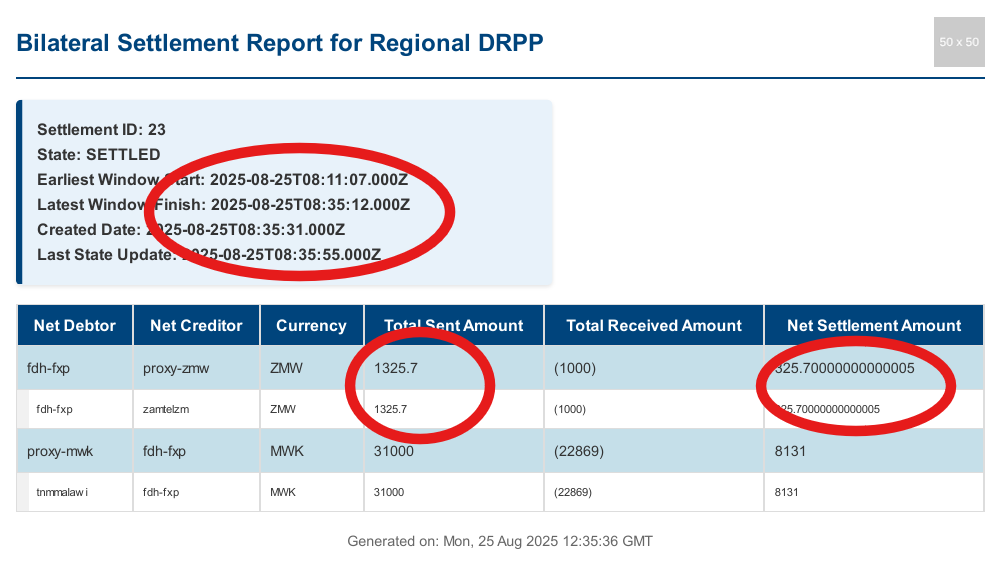 Bilateral Settlement Report for Regional DRPP
50 x 50
Settlement ID: 23
State: SETTLED
Earliest Window Start: 2025-08-25T08:11:07.000Z
Latest Window Finish: 2025-08-25T08:35:12.000Z
Created Date: 2025-08-25T08:35:31.000Z
Last State Update: 2025-08-25T08:35:55.000Z
Net Debtor Net Creditor Currency Total Sent Amount Total Received Amount Net Settlement Amount
fdh-fxp proxy-zmw ZMW 1325.7 (1000) 325.70000000000005
fdh-fxp zamtelzm ZMW 1325.7 (1000) 325.70000000000005
proxy-mwk fdh-fxp MWK 31000 (22869) 8131
tnmmalawi fdh-fxp MWK 31000 (22869) 8131
Generated on: Mon, 25 Aug 2025 12:35:36 GMT